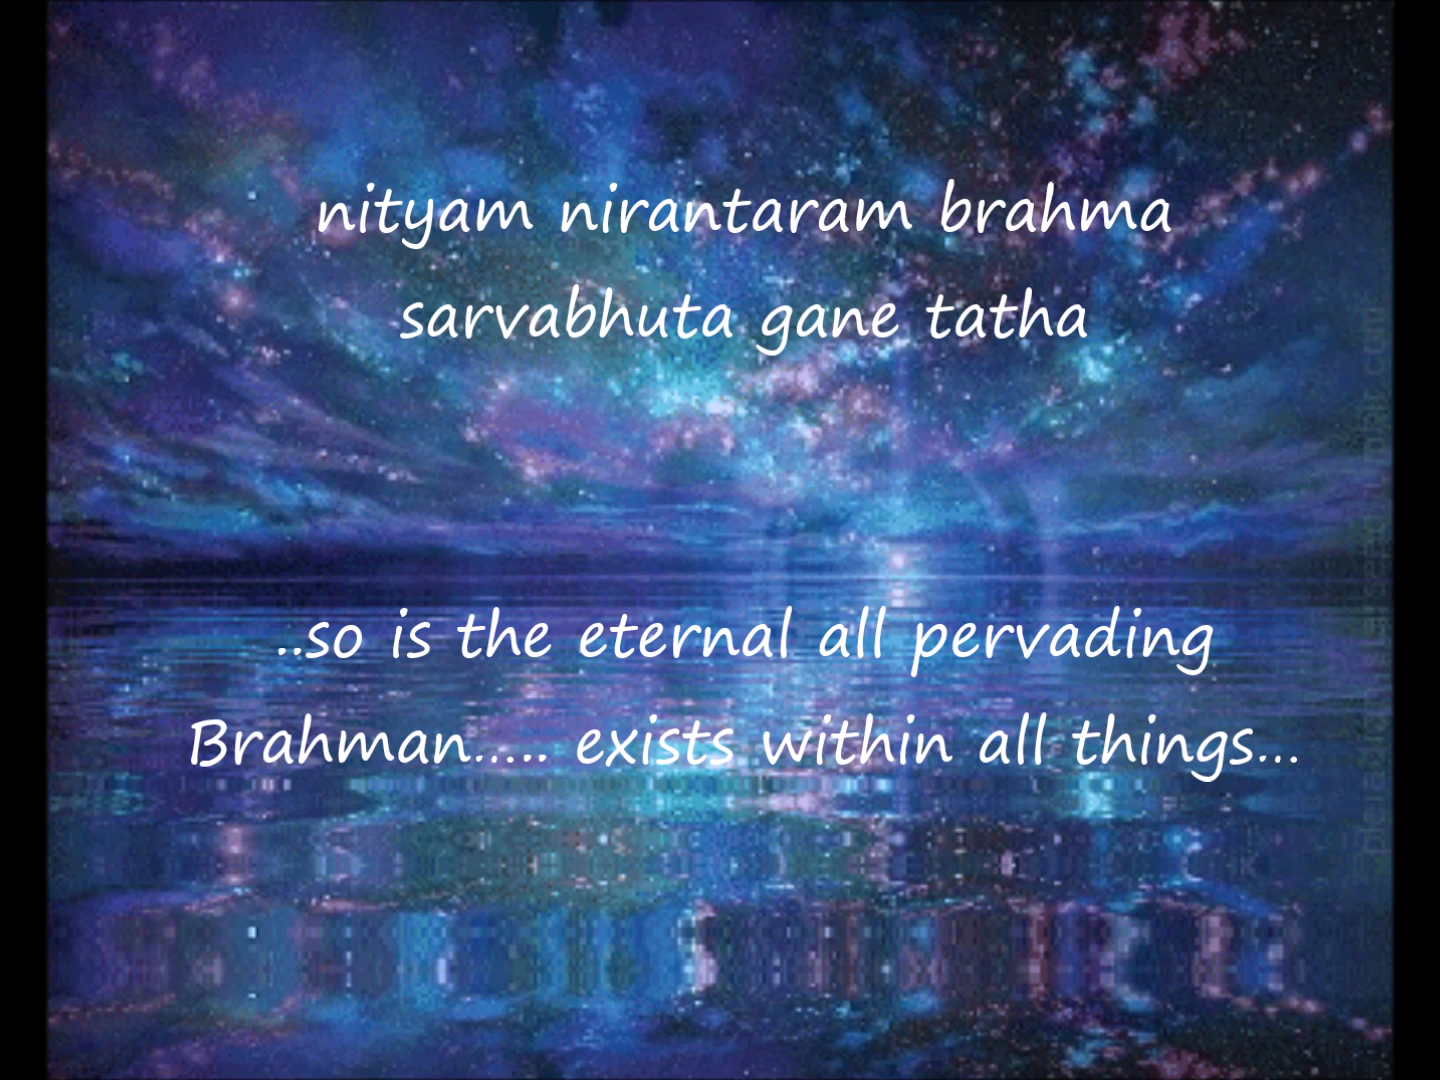 nityam nirantaram brahma
sarvabhuta gane tatha
..so is the eternal all pervading
Brahman..... exists within all things...